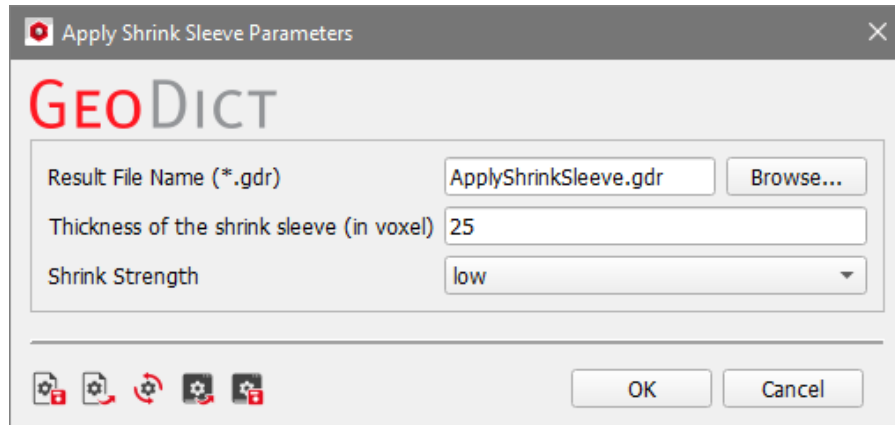 Apply Shrink Sleeve Parameters
GEODICT
Result File Name (*.gdr) ApplyShrinkSleeve.gdr Browse...
Thickness of the shrink sleeve (in voxel) 25
Shrink Strength low
OK Cancel